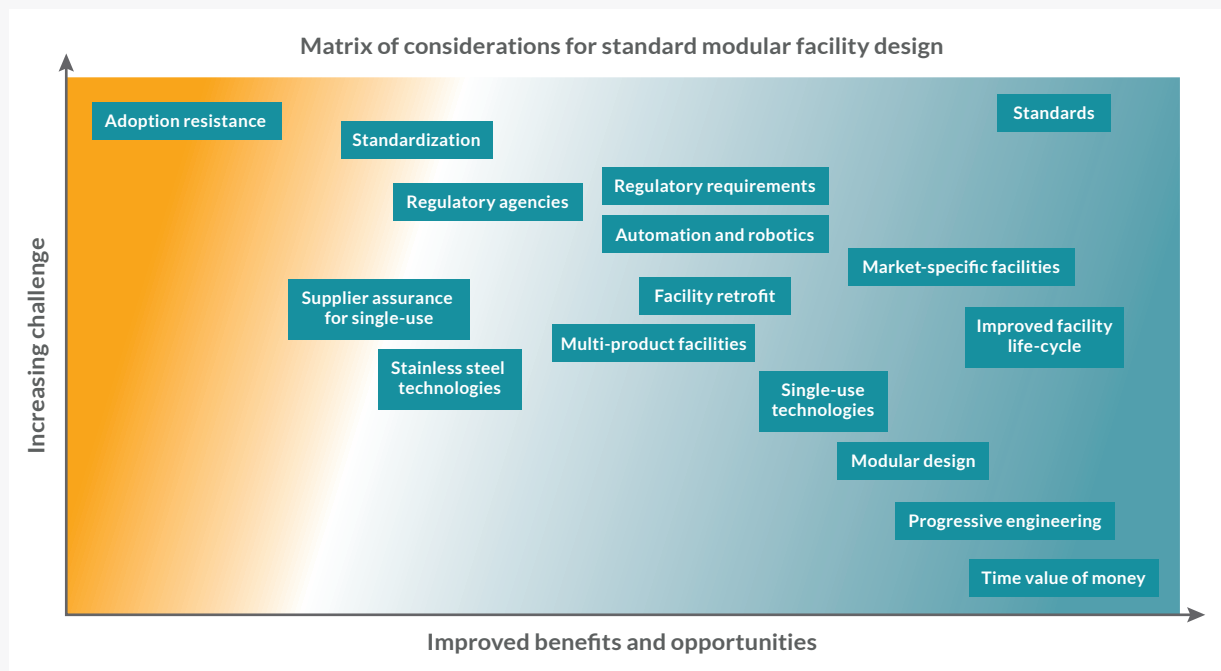 Matrix of considerations for standard modular facility design
Increasing challenge
Adoption resistance
Standards
Standardization
Regulatory requirements
Regulatory agencies
Automation and robotics
Market-specific facilities
Supplier assurance
for single-use
Facility retrofit
Improved facility
life-cycle
Multi-product facilities
Stainless steel
technologies
Single-use
technologies
Modular design
Progressive engineering
Time value of money
Improved benefits and opportunities